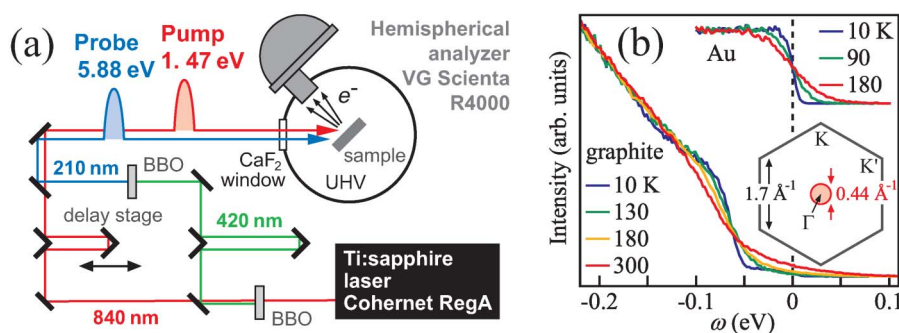 (a)
Probe
5.88 eV
Pump
1. 47 eV
Hemispherical
analyzer
VG Scienta
R4000
e-
sample
CaF2
window
UHV
210 nm
BBO
delay stage
420 nm
Ti:sapphire
laser
Cohernet RegA
840 nm
BBO
(b)
Intensity (arb. units)
Au
10 K
90
180
graphite
10 K
130
180
300
K
K'
1.7 Å-1
0.44 Å-1
Γ
-0.2
-0.1
0
0.1
ω (eV)